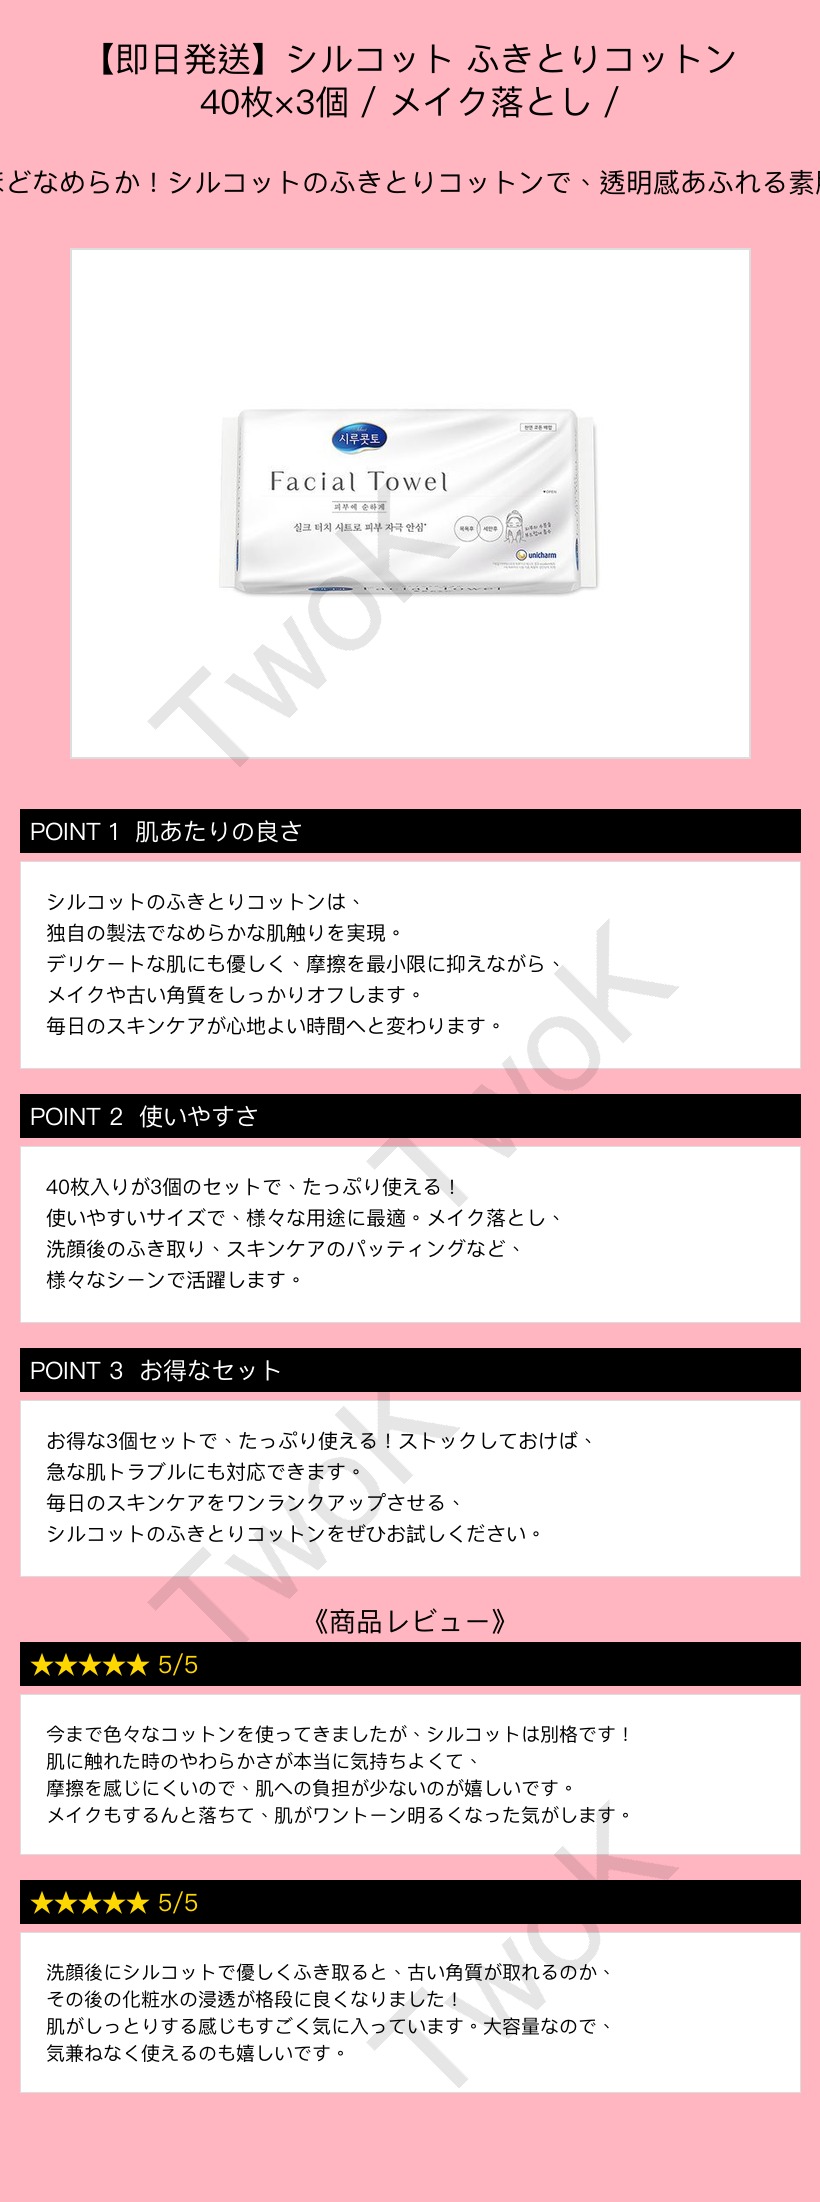 【即日発送】シルコット ふきとりコットン
40枚×3個 / メイク落とし /
どなめらか！シルコットのふきとりコットンで、透明感あふれる素
시루콧토
천연 코튼 배합
Facial Towel
피부에 순하게
실크 터치 시트로 피부 자극 안심*
목욕후 세안후
OPEN
unicharm
Facial Towel
TwoK
POINT 1 肌あたりの良さ
シルコットのふきとりコットンは、
独自の製法でなめらかな肌触りを実現。
デリケートな肌にも優しく、摩擦を最小限に抑えながら、
メイクや古い角質をしっかりオフします。
毎日のスキンケアが心地よい時間へと変わります。
TwoK
POINT 2 使いやすさ
40枚入りが3個のセットで、たっぷり使える！
使いやすいサイズで、様々な用途に最適。メイク落とし、
洗顔後のふき取り、スキンケアのパッティングなど、
様々なシーンで活躍します。
POINT 3 お得なセット
お得な3個セットで、たっぷり使える！ストックしておけば、
急な肌トラブルにも対応できます。
毎日のスキンケアをワンランクアップさせる、
シルコットのふきとりコットンをぜひお試しください。
TwoK
《商品レビュー》
★★★★★ 5/5
今まで色々なコットンを使ってきましたが、シルコットは別格です！
肌に触れた時のやわらかさが本当に気持ちよくて、
摩擦を感じにくいので、肌への負担が少ないのが嬉しいです。
メイクもするんと落ちて、肌がワントーン明るくなった気がします。
★★★★★ 5/5
洗顔後にシルコットで優しくふき取ると、古い角質が取れるのか、
その後の化粧水の浸透が格段に良くなりました！
肌がしっとりする感じもすごく気に入っています。大容量なので、
気兼ねなく使えるのも嬉しいです。
TwoK